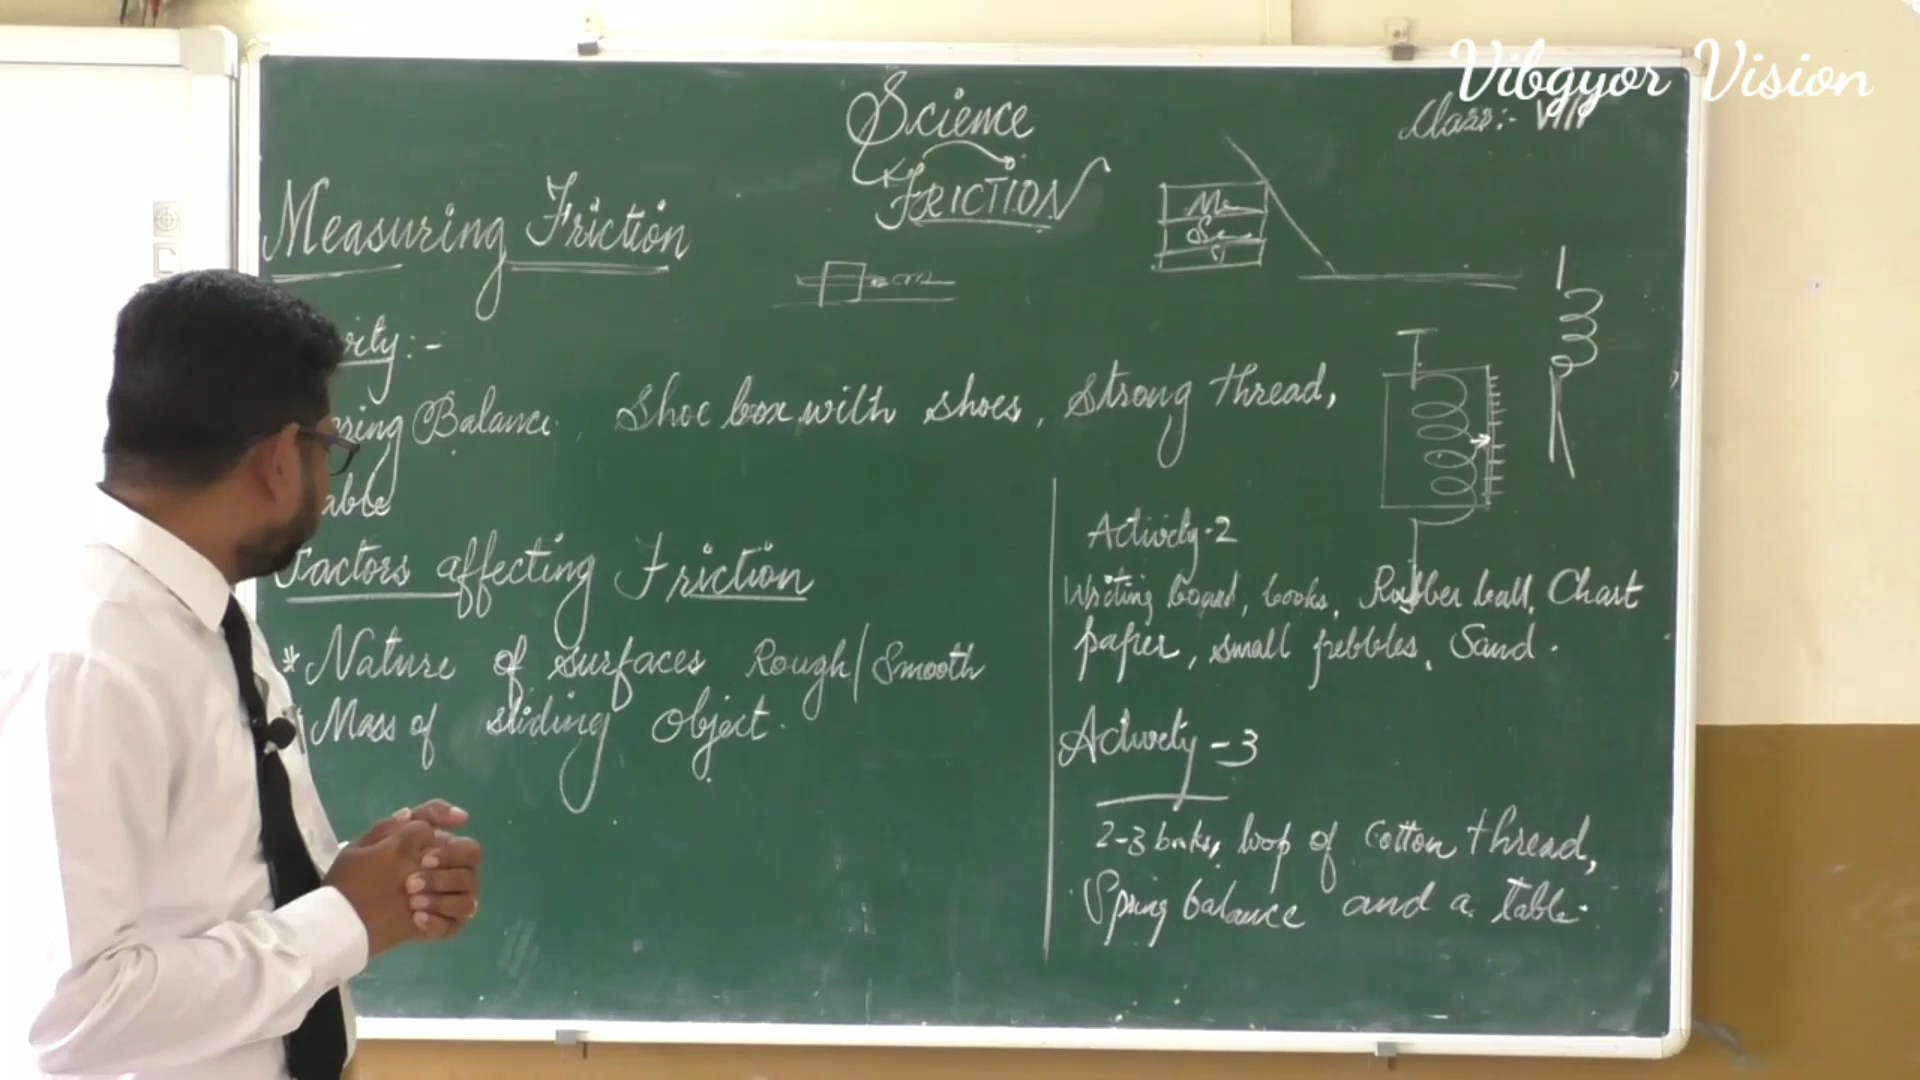 Vibgyor Vision
Science
Class:- VIII
FRICTION
Measuring Friction
Me
Se
Balance, Shoe box with shoes, strong thread,
Factors affecting Friction
* Nature of surfaces Rough/Smooth
Mass of sliding object.
Activity-2
Writing board, books, Rubber ball, Chart
paper, small pebbles, Sand.
Activity-3
2-3 books, loop of cotton thread,
Spring balance and a table.